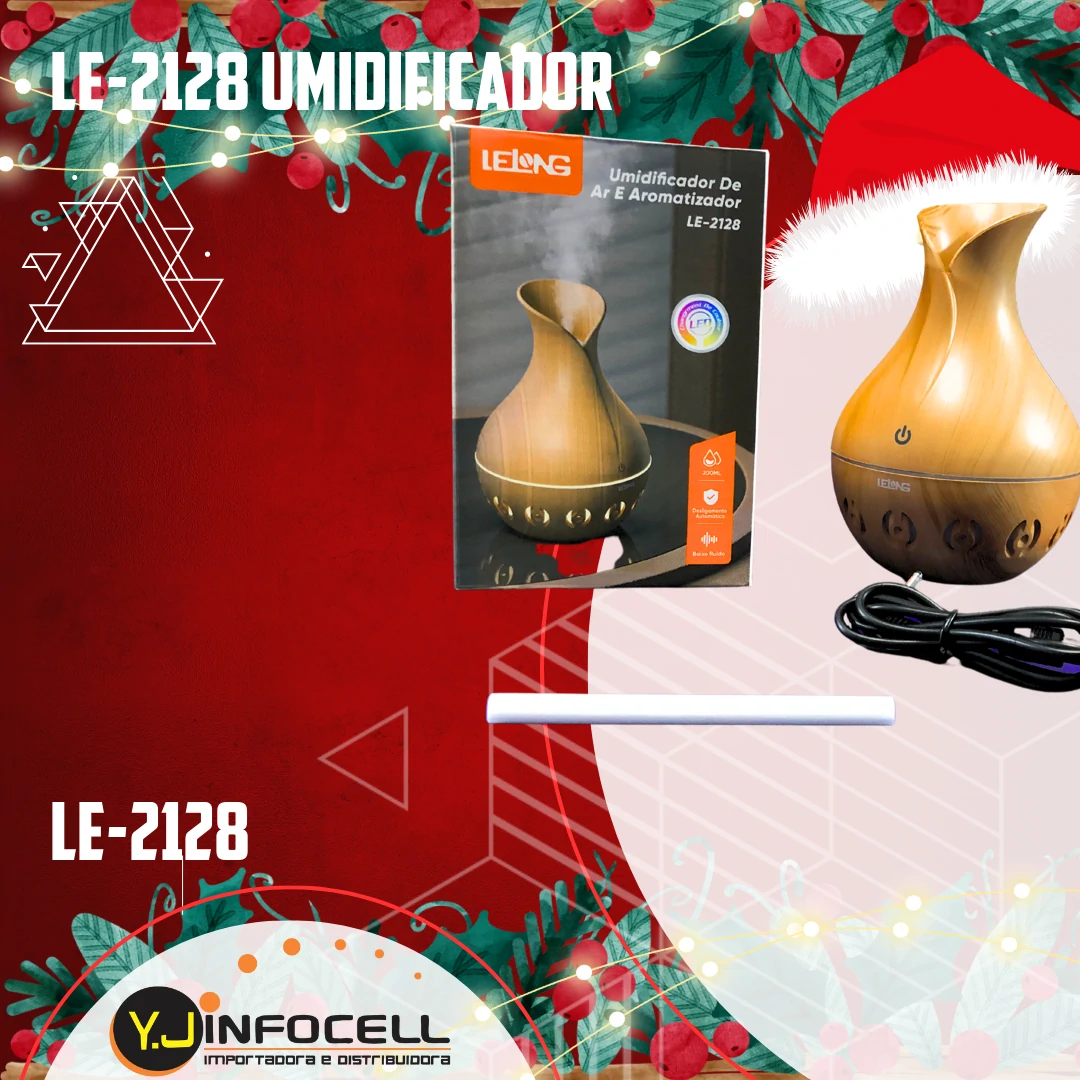 LE-2128 UMIDIFICADOR
LELONG
Umidificador De
Ar E Aromatizador
LE-2128
LED
200ML
Desligamento
Automático
Baixo Ruído
LELONG
LE-2128
Y.J INFOCELL
IMPORTADORA E DISTRIBUIDORA